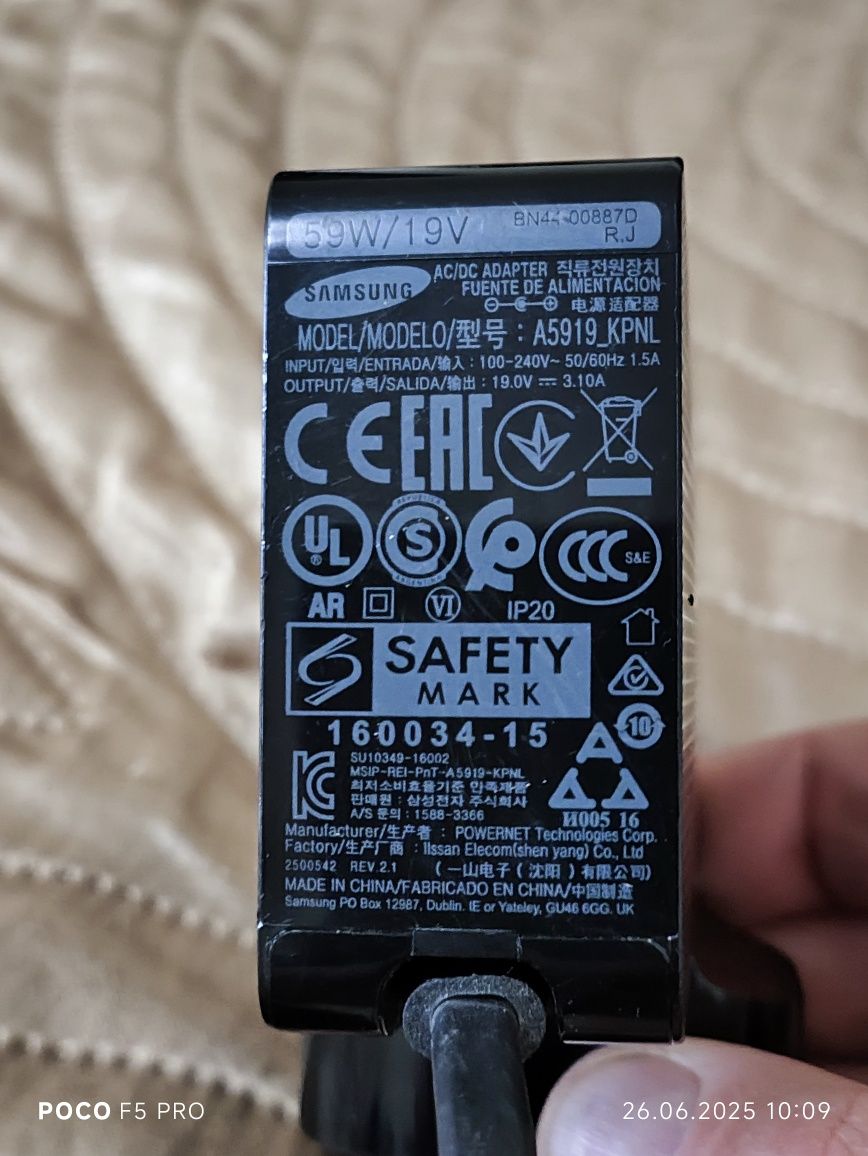 59W/19V
BN44-00887D
R.J
SAMSUNG
AC/DC ADAPTER 직류전원장치
FUENTE DE ALIMENTACION
电源适配器
MODEL/MODELO/型号 : A5919_KPNL
INPUT/입력/ENTRADA/输入 : 100-240V~ 50/60Hz 1.5A
OUTPUT/출력/SALIDA/输出 : 19.0V ⎓ 3.10A
CE EAC
UL ®
S
ARGENTINA
CCC S&E
AR VI IP20
SAFETY
MARK
160034-15
10
SU10349-16002
MSIP-REI-PnT-A5919-KPNL
최저소비효율기준 만족제품
판매원 : 삼성전자 주식회사
A/S 문의 : 1588-3366
И005 16
Manufacturer/生产者 : POWERNET Technologies Corp.
Factory/生产厂商 : Ilssan Elecom(shen yang) Co., Ltd
2500542 REV.2.1 (一山电子（沈阳）有限公司)
MADE IN CHINA/FABRICADO EN CHINA/中国制造
Samsung PO Box 12987, Dublin. IE or Yateley, GU46 6GG. UK
POCO F5 PRO
26.06.2025 10:09